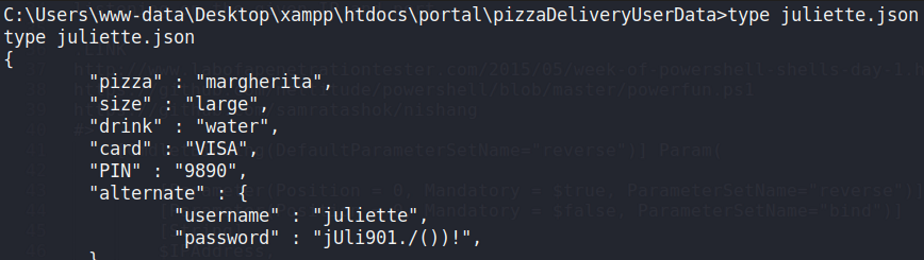 C:\Users\www-data\Desktop\xampp\htdocs\portal\pizzaDeliveryUserData>type juliette.json
type juliette.json
{
"pizza" : "margherita",
"size" : "large",
"drink" : "water",
"card" : "VISA",
"PIN" : "9890",
"alternate" : {
"username" : "juliette",
"password" : "jUli901./())!",
}